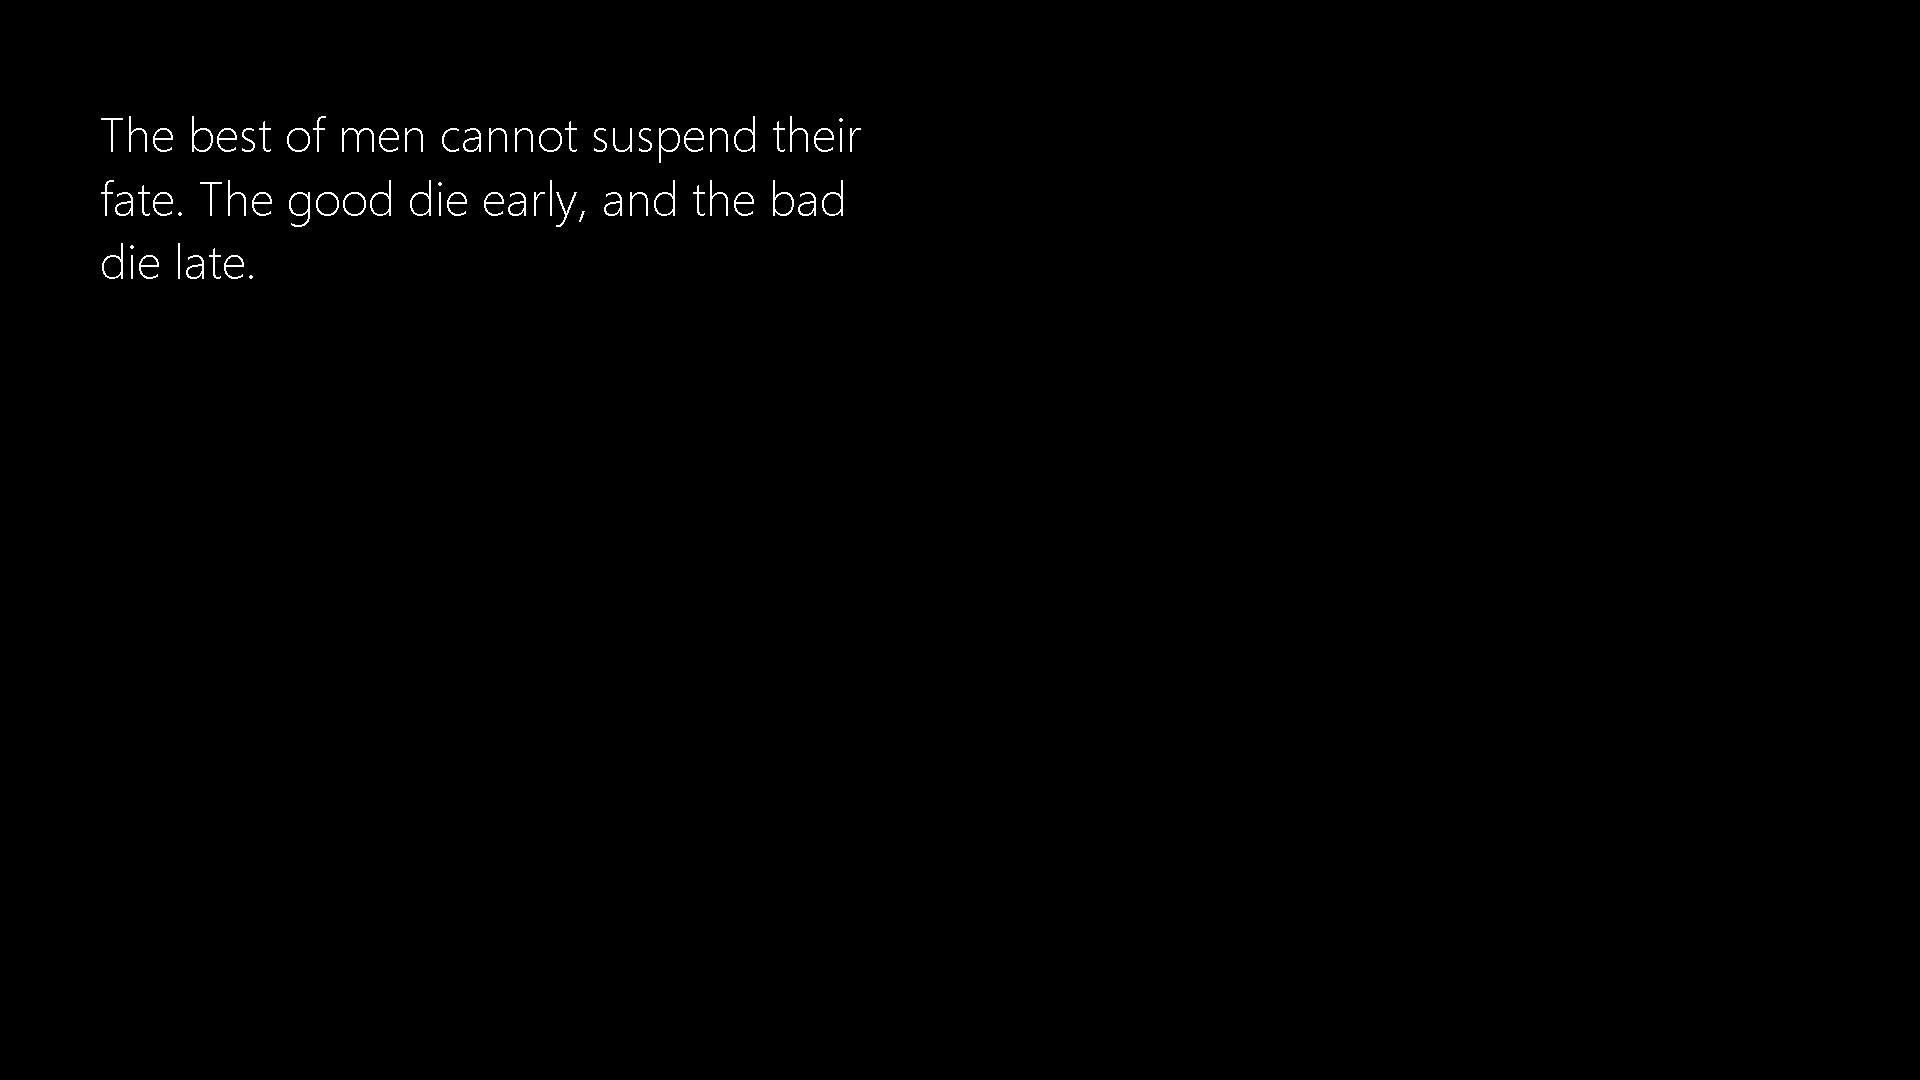 The best of men cannot suspend their
fate. The good die early, and the bad
die late.